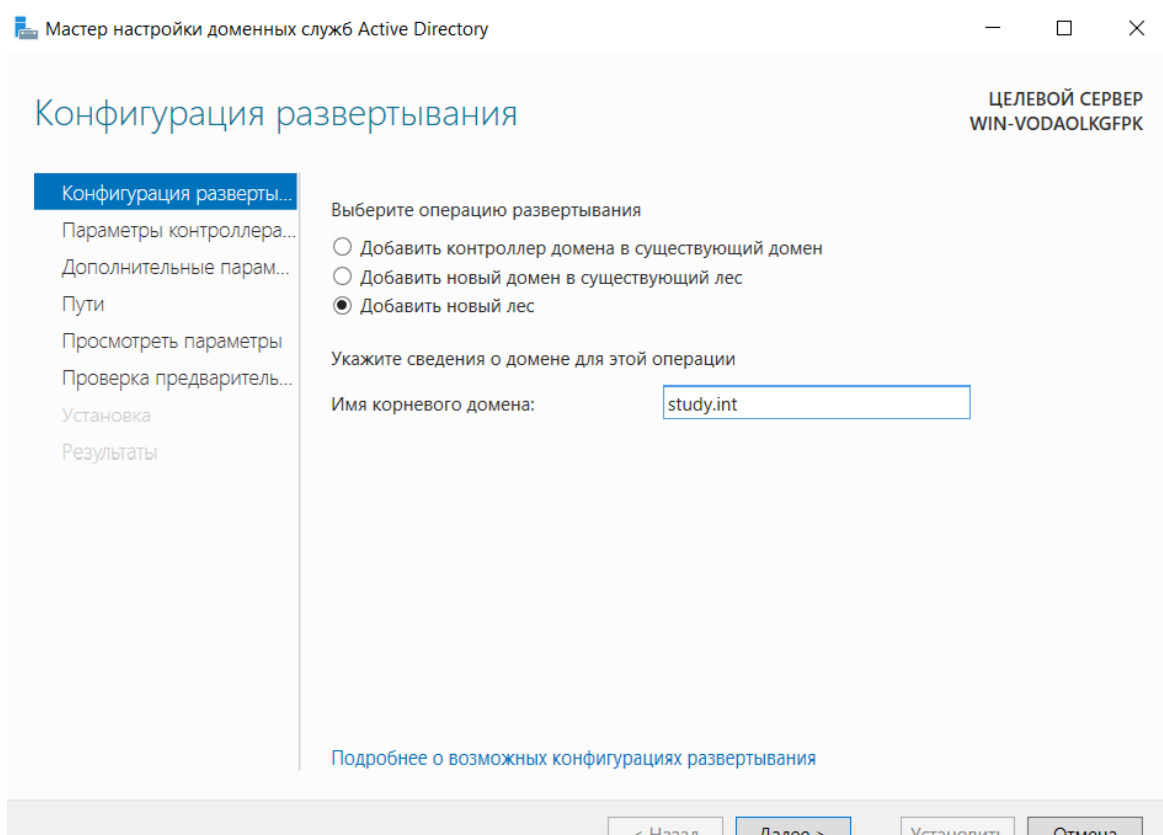 Мастер настройки доменных служб Active Directory
Конфигурация развертывания
ЦЕЛЕВОЙ СЕРВЕР
WIN-VODAOLKGFPK
Конфигурация разверты...
Параметры контроллера...
Дополнительные парам...
Пути
Просмотреть параметры
Проверка предваритель...
Установка
Результаты
Выберите операцию развертывания
Добавить контроллер домена в существующий домен
Добавить новый домен в существующий лес
Добавить новый лес
Укажите сведения о домене для этой операции
Имя корневого домена: study.int
Подробнее о возможных конфигурациях развертывания
< Назад Далее > Установить Отмена